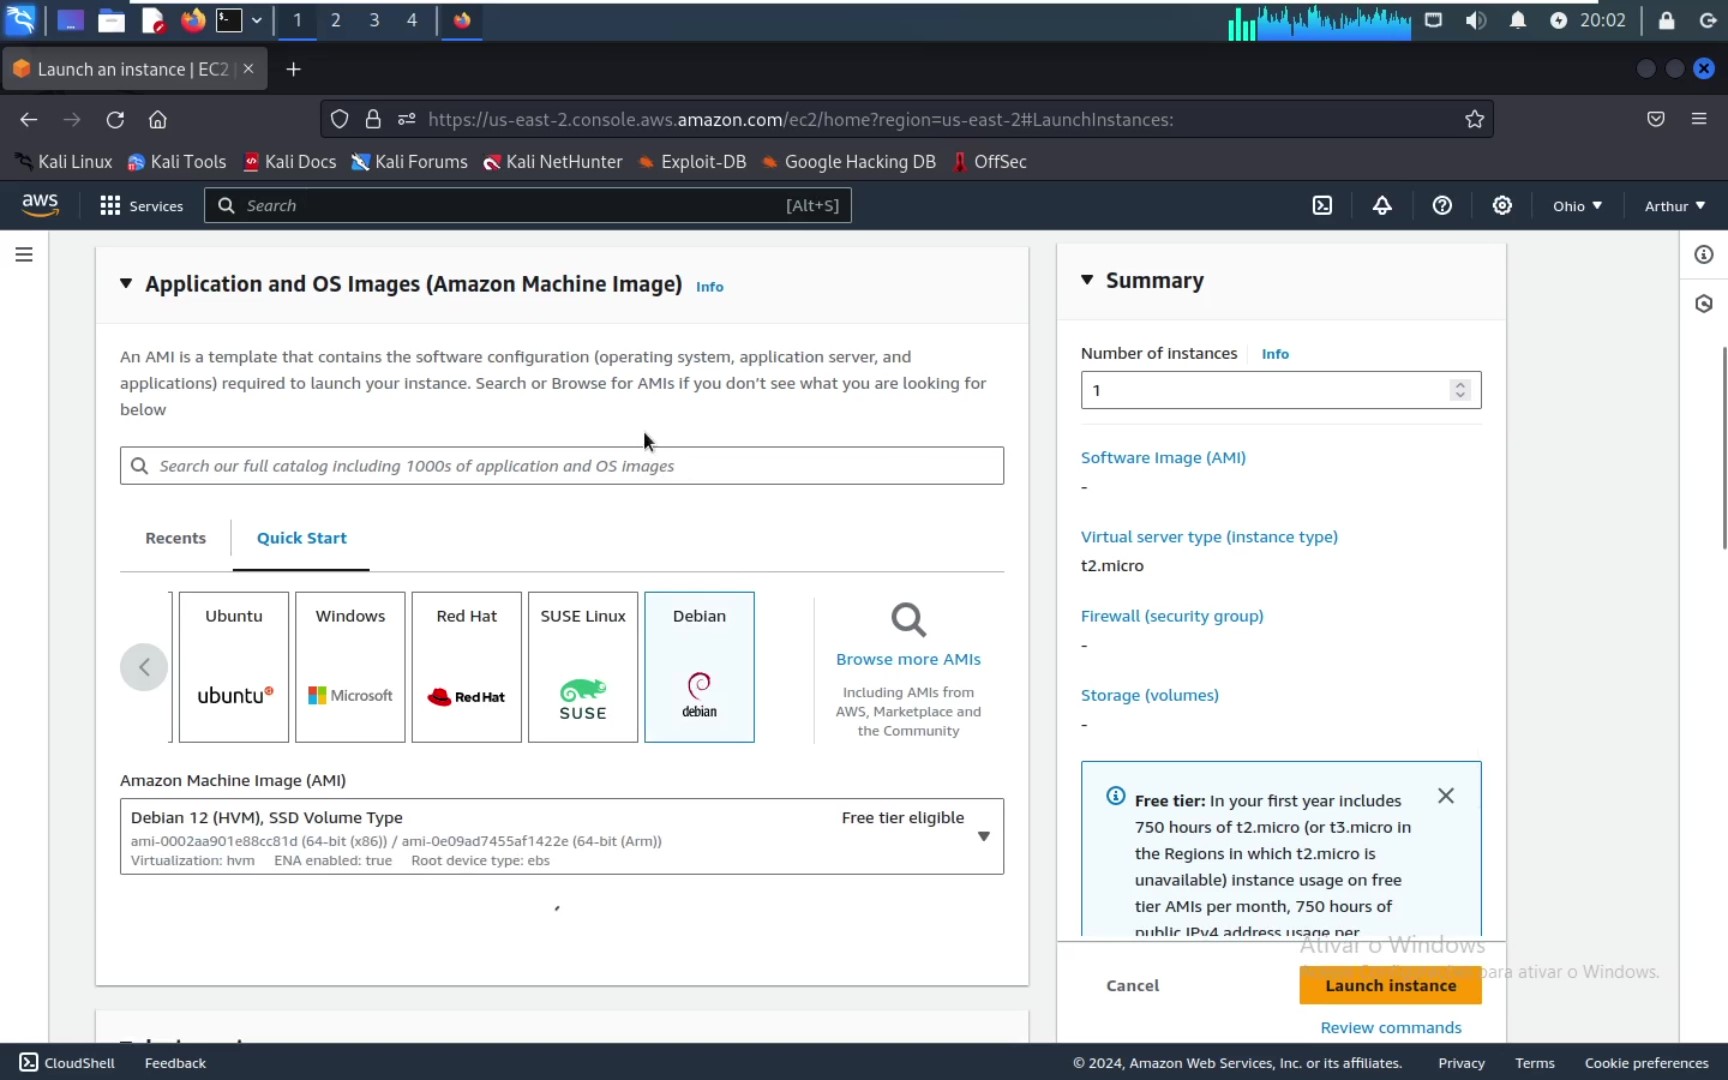 1 2 3 4
20:02
Launch an instance | EC2
https://us-east-2.console.aws.amazon.com/ec2/home?region=us-east-2#LaunchInstances:
Kali Linux Kali Tools Kali Docs Kali Forums Kali NetHunter Exploit-DB Google Hacking DB OffSec
aws Services Search [Alt+S] Ohio Arthur
Application and OS Images (Amazon Machine Image) Info
An AMI is a template that contains the software configuration (operating system, application server, and
applications) required to launch your instance. Search or Browse for AMIs if you don't see what you are looking for
below
Search our full catalog including 1000s of application and OS images
Recents Quick Start
Ubuntu Windows Red Hat SUSE Linux Debian
ubuntu Microsoft Red Hat SUSE debian
Browse more AMIs
Including AMIs from
AWS, Marketplace and
the Community
Amazon Machine Image (AMI)
Debian 12 (HVM), SSD Volume Type Free tier eligible
ami-0002aa901e88cc81d (64-bit (x86)) / ami-0e09ad7455af1422e (64-bit (Arm))
Virtualization: hvm ENA enabled: true Root device type: ebs
Summary
Number of instances Info
1
Software Image (AMI)
-
Virtual server type (instance type)
t2.micro
Firewall (security group)
-
Storage (volumes)
-
Free tier: In your first year includes
750 hours of t2.micro (or t3.micro in
the Regions in which t2.micro is
unavailable) instance usage on free
tier AMIs per month, 750 hours of
public IPv4 address usage per
Ativar o Windows
para ativar o Windows.
Cancel Launch instance
Review commands
CloudShell Feedback © 2024, Amazon Web Services, Inc. or its affiliates. Privacy Terms Cookie preferences